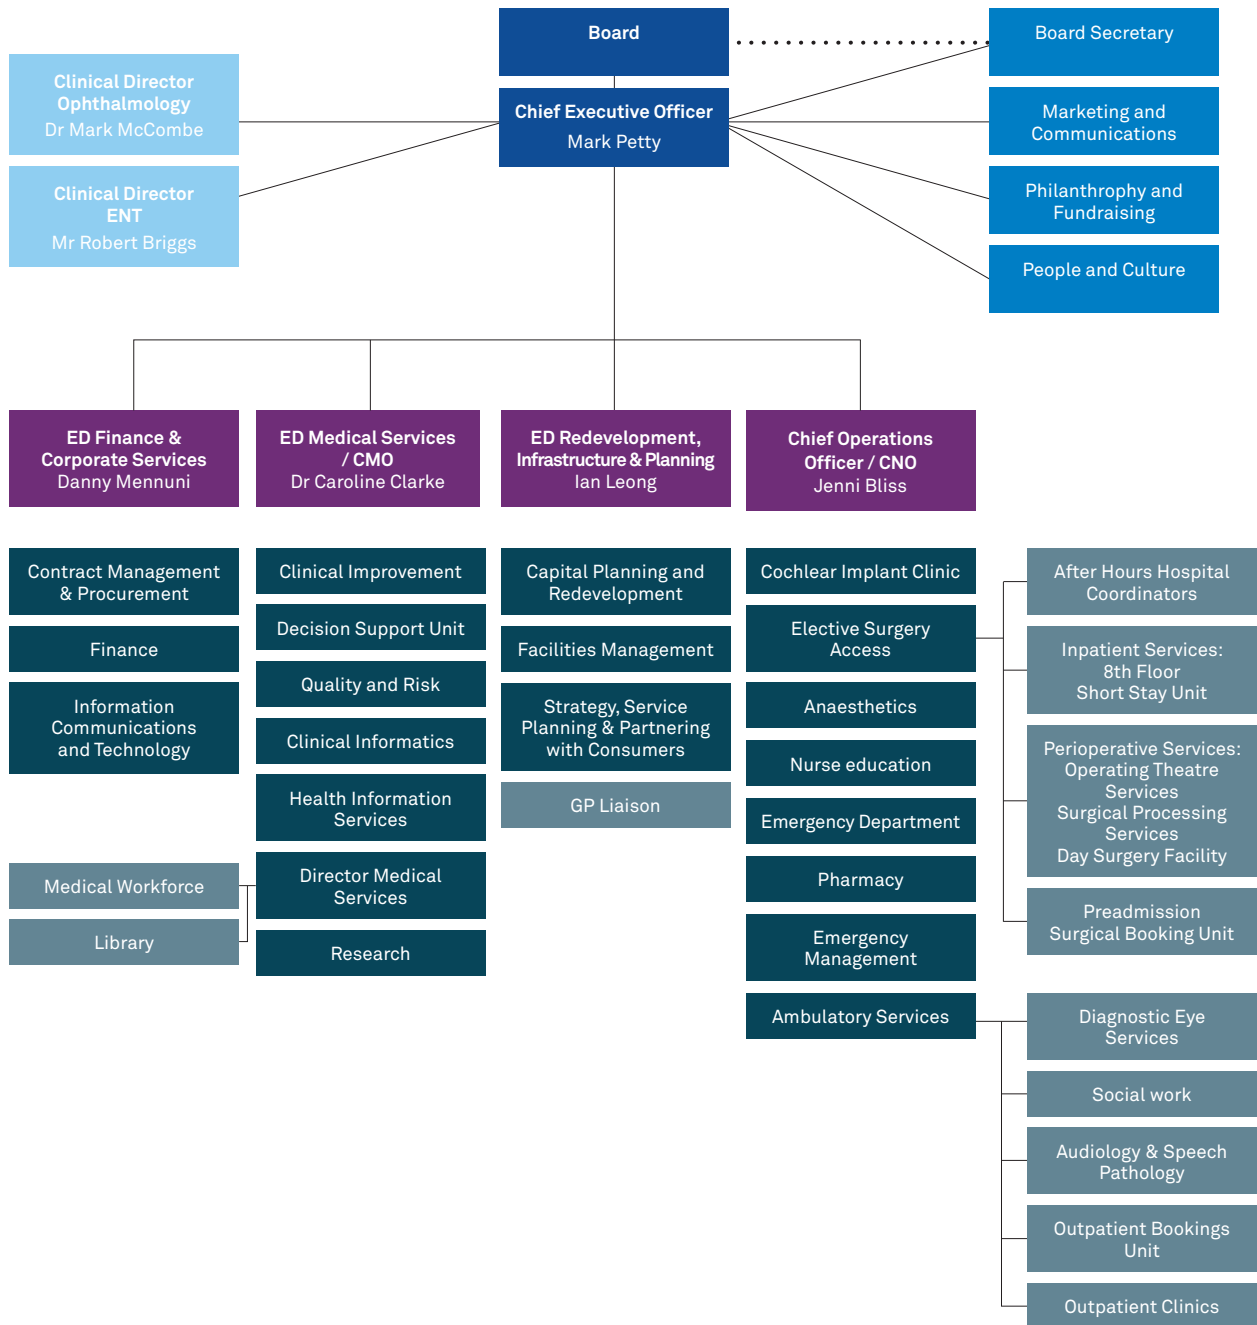 Board
Board Secretary
Clinical Director
Ophthalmology
Dr Mark McCombe
Chief Executive Officer
Mark Petty
Marketing and
Communications
Clinical Director
ENT
Mr Robert Briggs
Philanthropy and
Fundraising
People and Culture
ED Finance &
Corporate Services
Danny Mennuni
ED Medical Services
/ CMO
Dr Caroline Clarke
ED Redevelopment,
Infrastructure & Planning
Ian Leong
Chief Operations
Officer / CNO
Jenni Bliss
Contract Management
& Procurement
Finance
Information
Communications
and Technology
Medical Workforce
Library
Clinical Improvement
Decision Support Unit
Quality and Risk
Clinical Informatics
Health Information
Services
Director Medical
Services
Research
Capital Planning and
Redevelopment
Facilities Management
Strategy, Service
Planning & Partnering
with Consumers
GP Liaison
Cochlear Implant Clinic
Elective Surgery
Access
Anaesthetics
Nurse education
Emergency Department
Pharmacy
Emergency
Management
Ambulatory Services
After Hours Hospital
Coordinators
Inpatient Services:
8th Floor
Short Stay Unit
Perioperative Services:
Operating Theatre
Services
Surgical Processing
Services
Day Surgery Facility
Preadmission
Surgical Booking Unit
Diagnostic Eye
Services
Social work
Audiology & Speech
Pathology
Outpatient Bookings
Unit
Outpatient Clinics